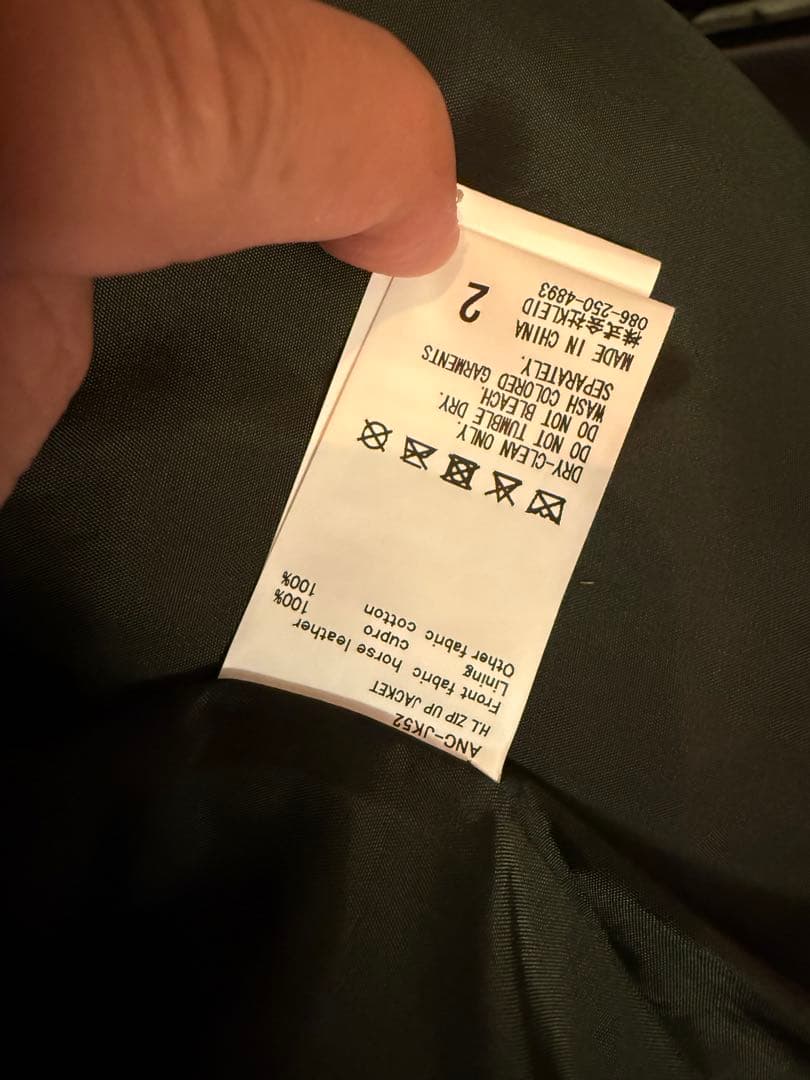 ANC-JK52
H.L ZIP UP JACKET
Front fabric horse leather 100%
Lining cupro 100%
Other fabric cotton 100%
DRY-CLEAN ONLY.
DO NOT TUMBLE DRY.
DO NOT BLEACH.
WASH COLORED GARMENTS
SEPARATELY.
MADE IN CHINA
株式会社KLEID
086-250-4893
2